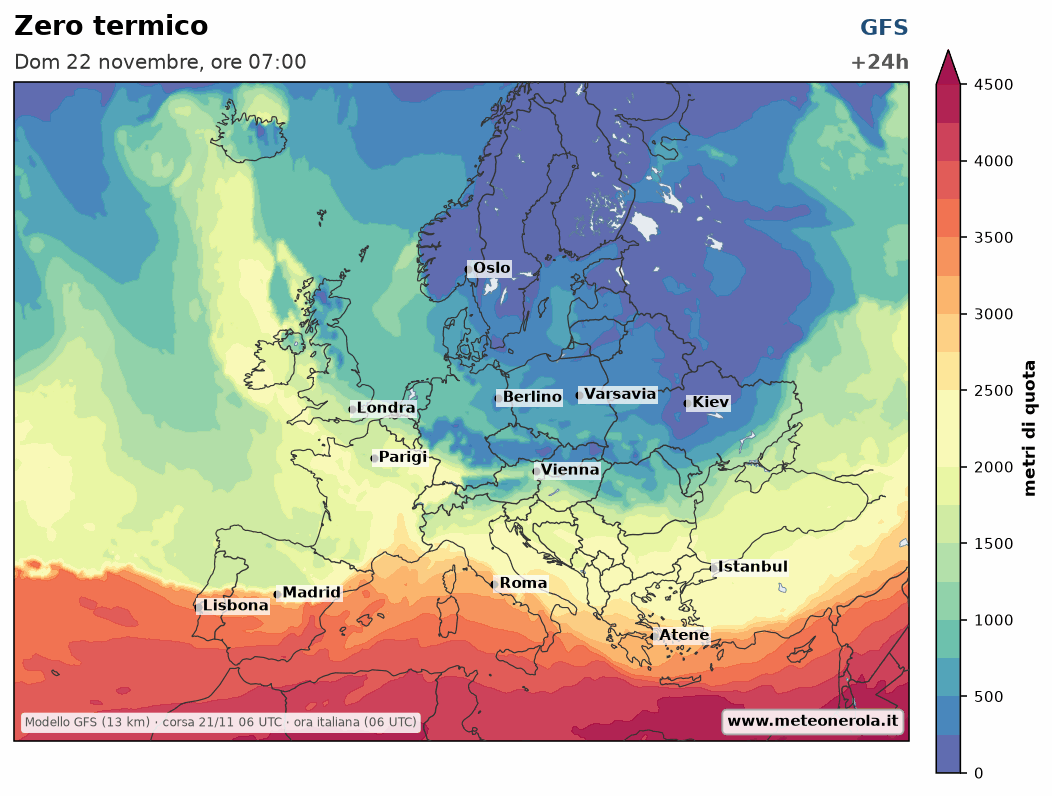 Zero termico
GFS
Dom 22 novembre, ore 07:00
+24h
4500
4000
3500
3000
2500
2000
1500
1000
500
0
metri di quota
Oslo
Berlino
Varsavia
Kiev
Londra
Parigi
Vienna
Istanbul
Roma
Madrid
Lisbona
Atene
Modello GFS (13 km) · corsa 21/11 06 UTC · ora italiana (06 UTC)
www.meteonerola.it